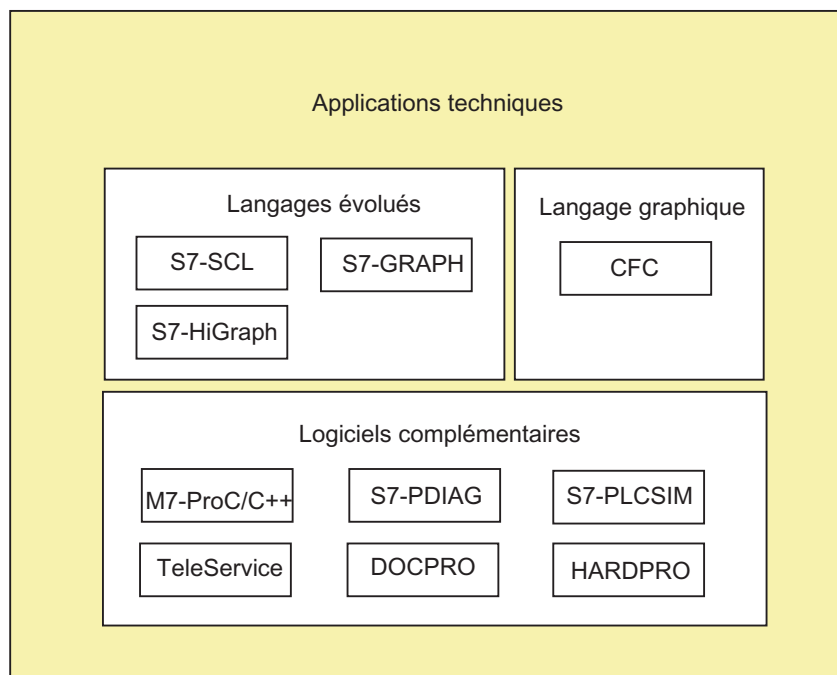 Applications techniques
Langages évolués
S7-SCL
S7-GRAPH
S7-HiGraph
Langage graphique
CFC
Logiciels complémentaires
M7-ProC/C++
S7-PDIAG
S7-PLCSIM
TeleService
DOCPRO
HARDPRO